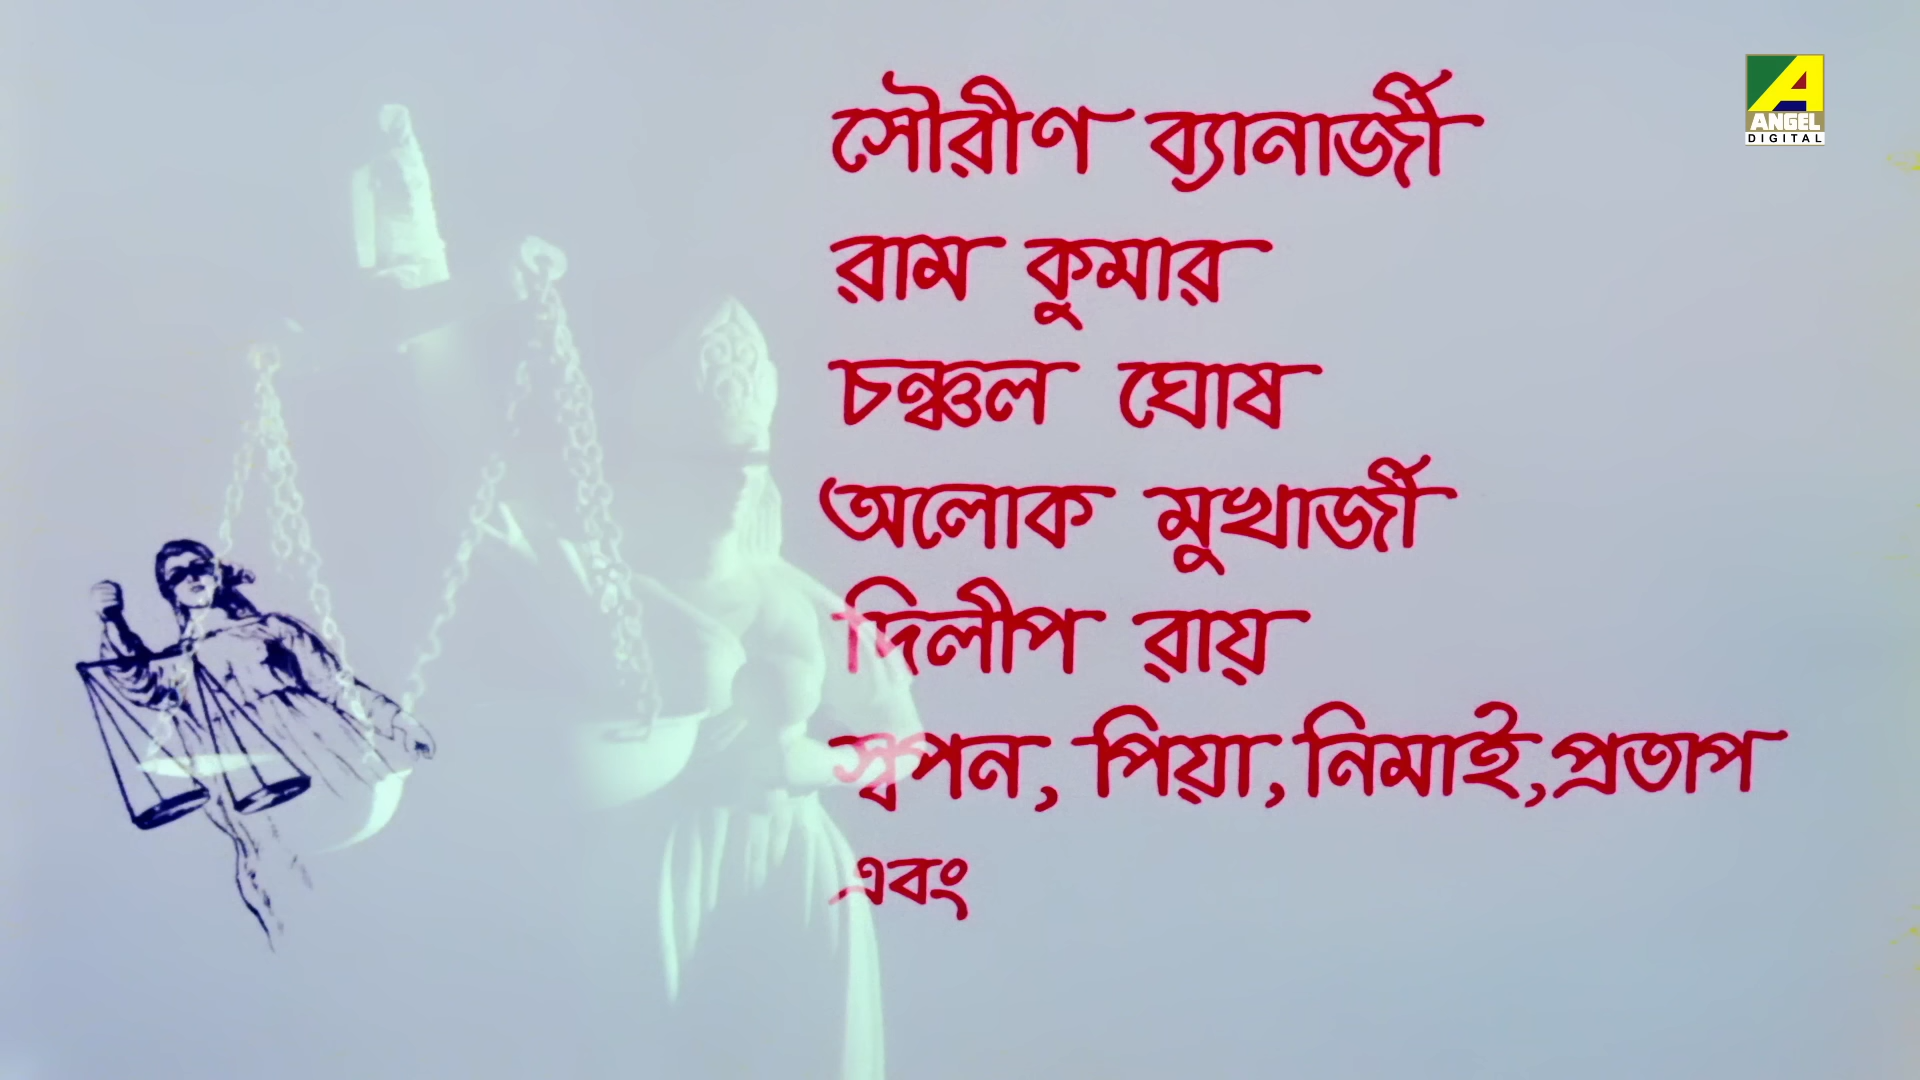 সৌরীণ ব্যানার্জী
রাম কুমার
চঞ্চল ঘোষ
অলোক মুখার্জী
দিলীপ রায়
স্বপন, পিয়া, নিমাই, প্রতাপ
এবং
ANGEL
DIGITAL